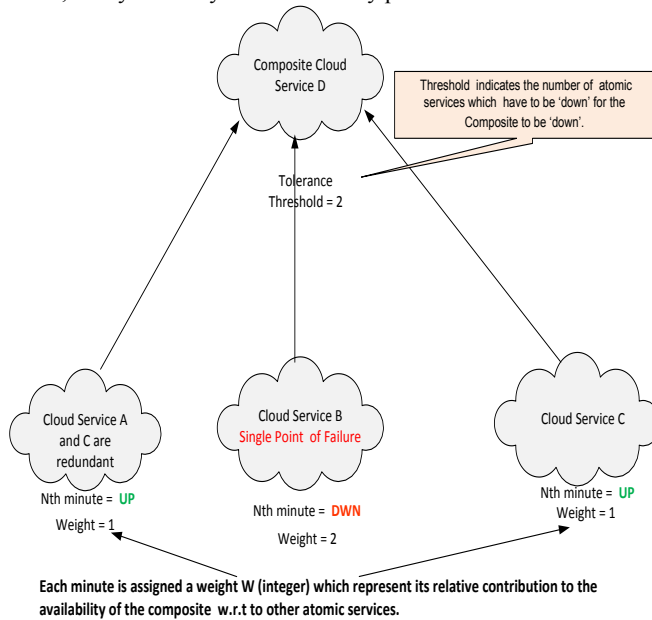 Composite Cloud
Service D
Threshold indicates the number of atomic
services which have to be 'down' for the
Composite to be 'down'.
Tolerance
Threshold = 2
Cloud Service A
and C are
redundant
Nth minute = UP
Weight = 1
Cloud Service B
Single Point of Failure
Nth minute = DWN
Weight = 2
Cloud Service C
Nth minute = UP
Weight = 1
Each minute is assigned a weight W (integer) which represent its relative contribution to the
availability of the composite w.r.t to other atomic services.